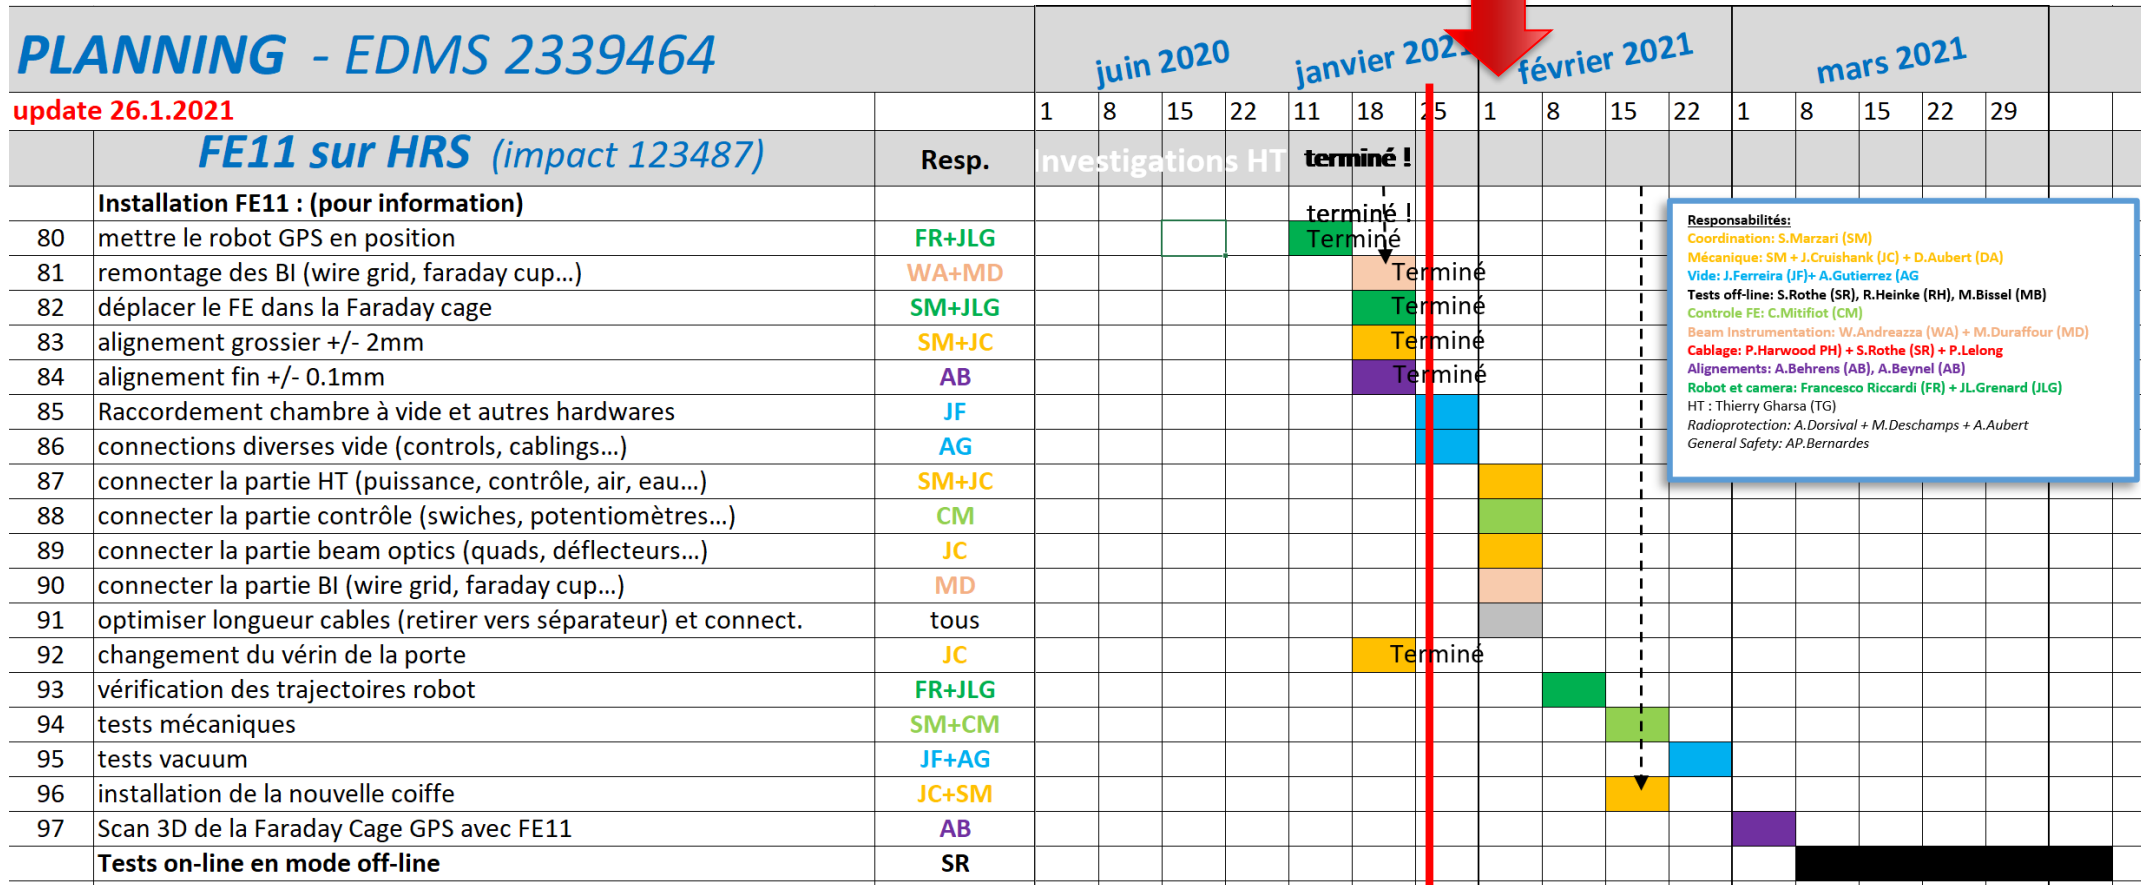 PLANNING - EDMS 2339464
juin 2020 janvier 2021 février 2021 mars 2021
update 26.1.2021 1 8 15 22 11 18 25 1 8 15 22 1 8 15 22 29
FE11 sur HRS (impact 123487) Resp. Investigations HT terminé !
Installation FE11 : (pour information) terminé !
80 mettre le robot GPS en position FR+JLG Terminé
81 remontage des BI (wire grid, faraday cup...) WA+MD Terminé
82 déplacer le FE dans la Faraday cage SM+JLG Terminé
83 alignement grossier +/- 2mm SM+JC Terminé
84 alignement fin +/- 0.1mm AB Terminé
85 Raccordement chambre à vide et autres hardwares JF
86 connections diverses vide (controls, cablings...) AG
87 connecter la partie HT (puissance, contrôle, air, eau...) SM+JC
88 connecter la partie contrôle (swiches, potentiomètres...) CM
89 connecter la partie beam optics (quads, déflecteurs...) JC
90 connecter la partie BI (wire grid, faraday cup...) MD
91 optimiser longueur cables (retirer vers séparateur) et connect. tous
92 changement du vérin de la porte JC Terminé
93 vérification des trajectoires robot FR+JLG
94 tests mécaniques SM+CM
95 tests vacuum JF+AG
96 installation de la nouvelle coiffe JC+SM
97 Scan 3D de la Faraday Cage GPS avec FE11 AB
Tests on-line en mode off-line SR
Responsabilités:
Coordination: S.Marzari (SM)
Mécanique: SM + J.Cruishank (JC) + D.Aubert (DA)
Vide: J.Ferreira (JF)+ A.Gutierrez (AG
Tests off-line: S.Rothe (SR), R.Heinke (RH), M.Bissel (MB)
Controle FE: C.Mitifiot (CM)
Beam Instrumentation: W.Andreazza (WA) + M.Duraffour (MD)
Cablage: P.Harwood PH) + S.Rothe (SR) + P.Lelong
Alignements: A.Behrens (AB), A.Beynel (AB)
Robot et camera: Francesco Riccardi (FR) + JL.Grenard (JLG)
HT : Thierry Gharsa (TG)
Radioprotection: A.Dorsival + M.Deschamps + A.Aubert
General Safety: AP.Bernardes